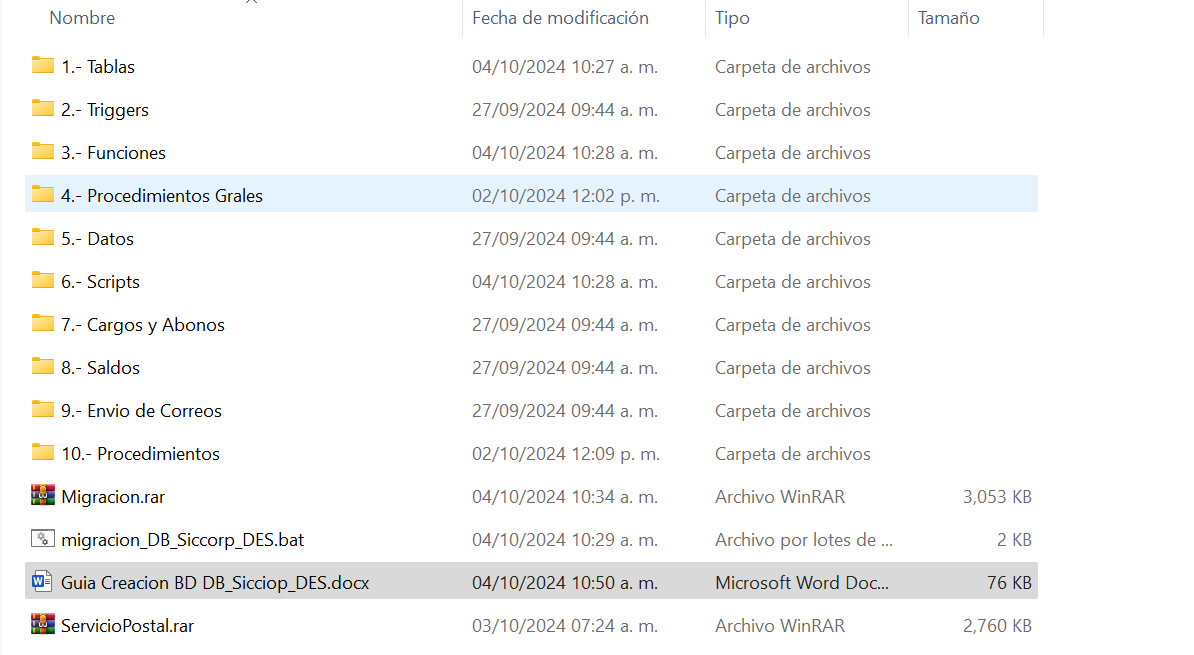 Nombre Fecha de modificación Tipo Tamaño
1.- Tablas 04/10/2024 10:27 a. m. Carpeta de archivos
2.- Triggers 27/09/2024 09:44 a. m. Carpeta de archivos
3.- Funciones 04/10/2024 10:28 a. m. Carpeta de archivos
4.- Procedimientos Grales 02/10/2024 12:02 p. m. Carpeta de archivos
5.- Datos 27/09/2024 09:44 a. m. Carpeta de archivos
6.- Scripts 04/10/2024 10:28 a. m. Carpeta de archivos
7.- Cargos y Abonos 27/09/2024 09:44 a. m. Carpeta de archivos
8.- Saldos 27/09/2024 09:44 a. m. Carpeta de archivos
9.- Envio de Correos 27/09/2024 09:44 a. m. Carpeta de archivos
10.- Procedimientos 02/10/2024 12:09 p. m. Carpeta de archivos
Migracion.rar 04/10/2024 10:34 a. m. Archivo WinRAR 3,053 KB
migracion_DB_Siccorp_DES.bat 04/10/2024 10:29 a. m. Archivo por lotes de ... 2 KB
Guia Creacion BD DB_Sicciop_DES.docx 04/10/2024 10:50 a. m. Microsoft Word Doc... 76 KB
ServicioPostal.rar 03/10/2024 07:24 a. m. Archivo WinRAR 2,760 KB